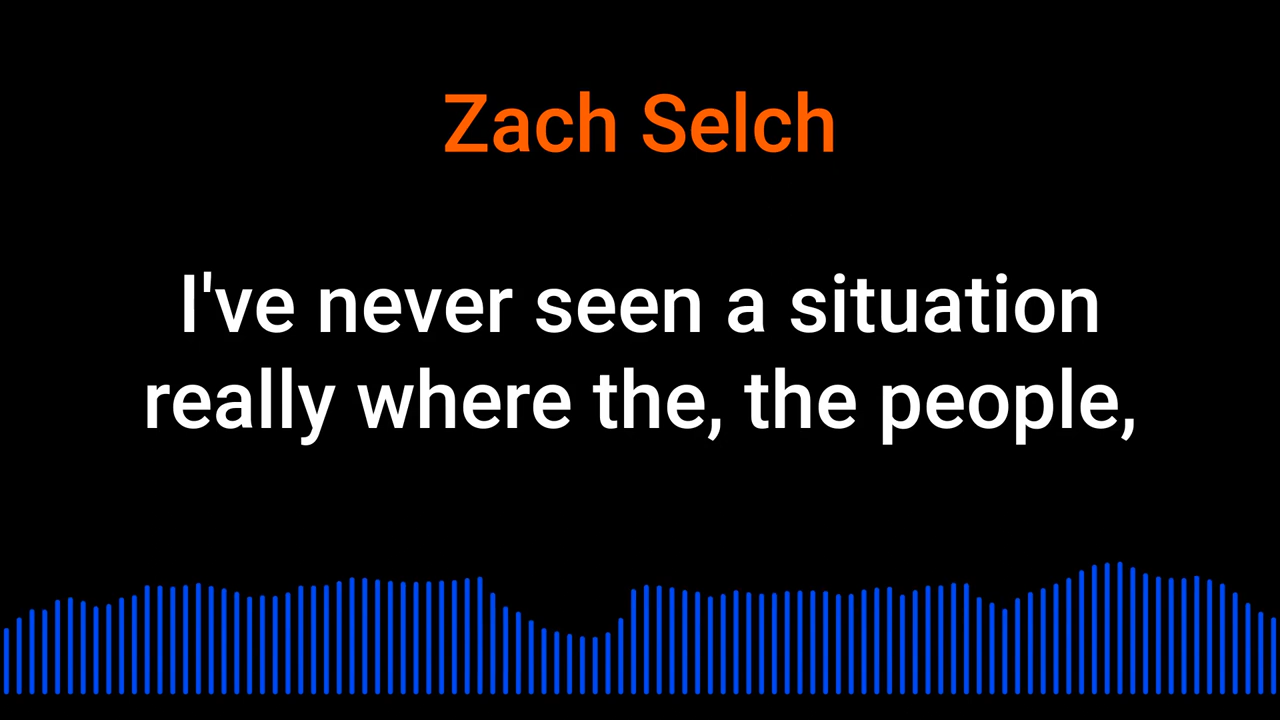 Zach Selch
I've never seen a situation
really where the, the people,